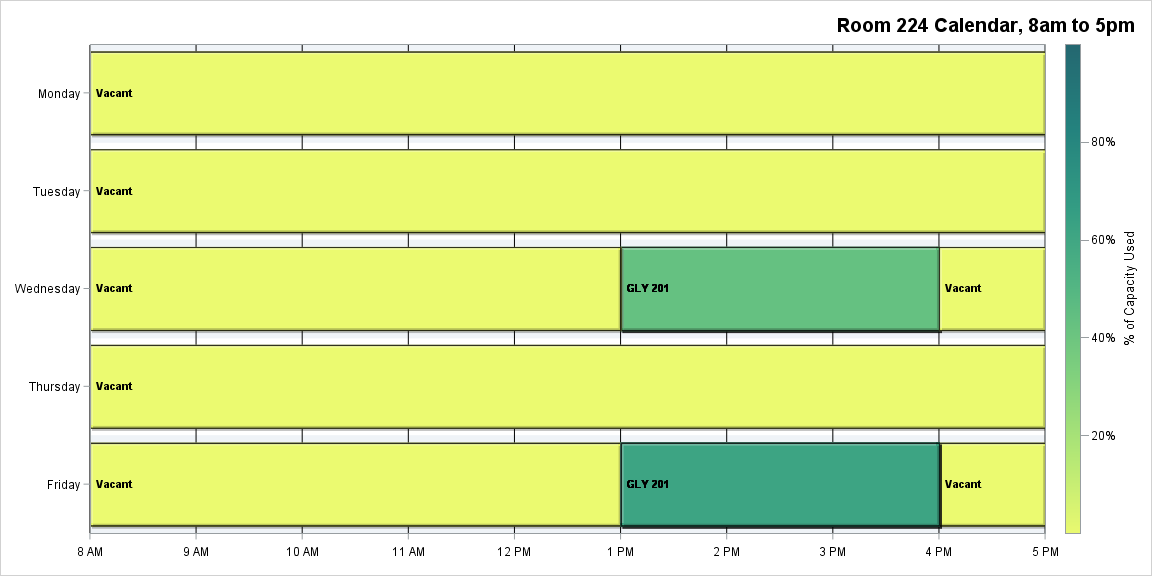 Room 224 Calendar, 8am to 5pm
Monday
Vacant
Tuesday
Vacant
Wednesday
Vacant
GLY 201
Vacant
Thursday
Vacant
Friday
Vacant
GLY 201
Vacant
8 AM
9 AM
10 AM
11 AM
12 PM
1 PM
2 PM
3 PM
4 PM
5 PM
80%
60%
40%
20%
% of Capacity Used